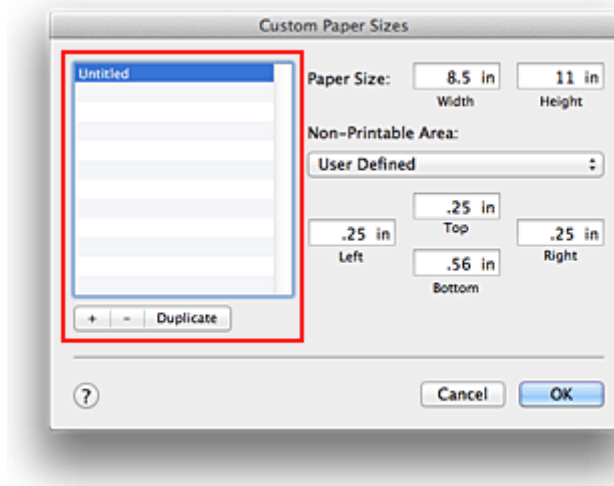 Custom Paper Sizes
Untitled
Paper Size:
8.5 in
11 in
Width
Height
Non-Printable Area:
User Defined
.25 in
Top
.25 in
Left
.25 in
Right
.56 in
Bottom
+ - Duplicate
?
Cancel
OK